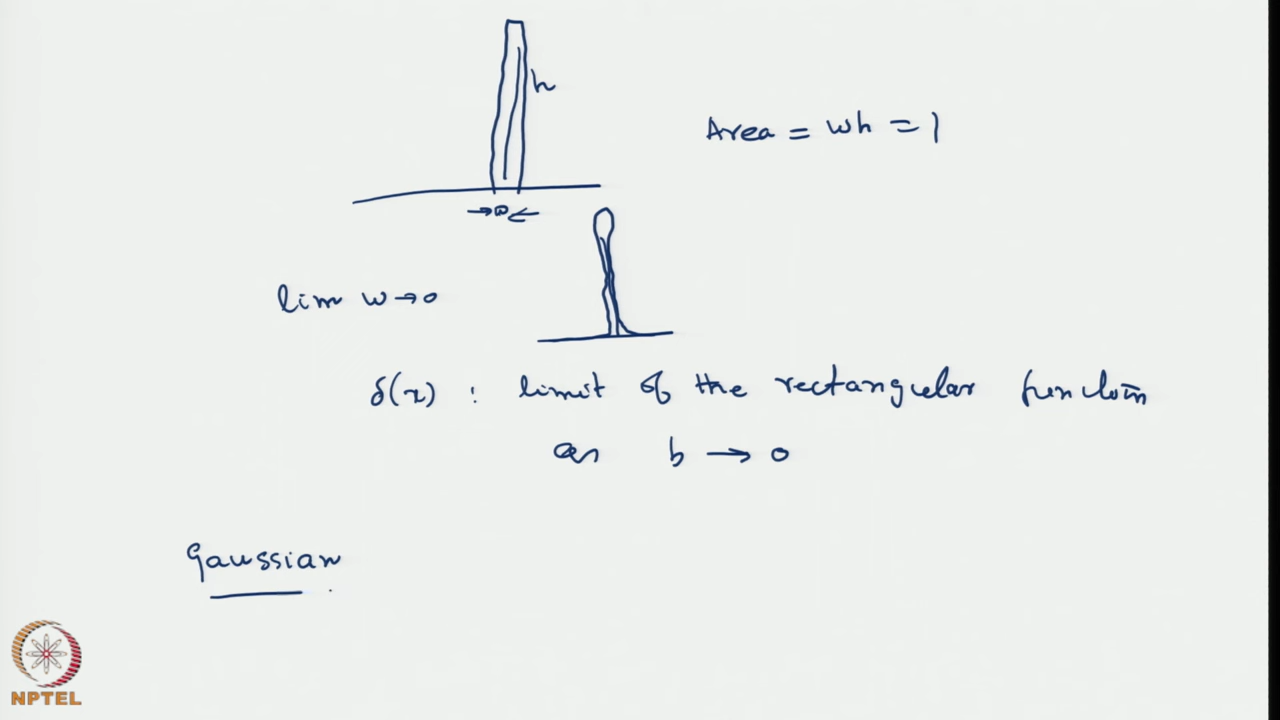 h
Area = wh = 1
→ w ←
lim w → 0
δ(x) : limit of the rectangular function
as b → 0
Gaussian
NPTEL